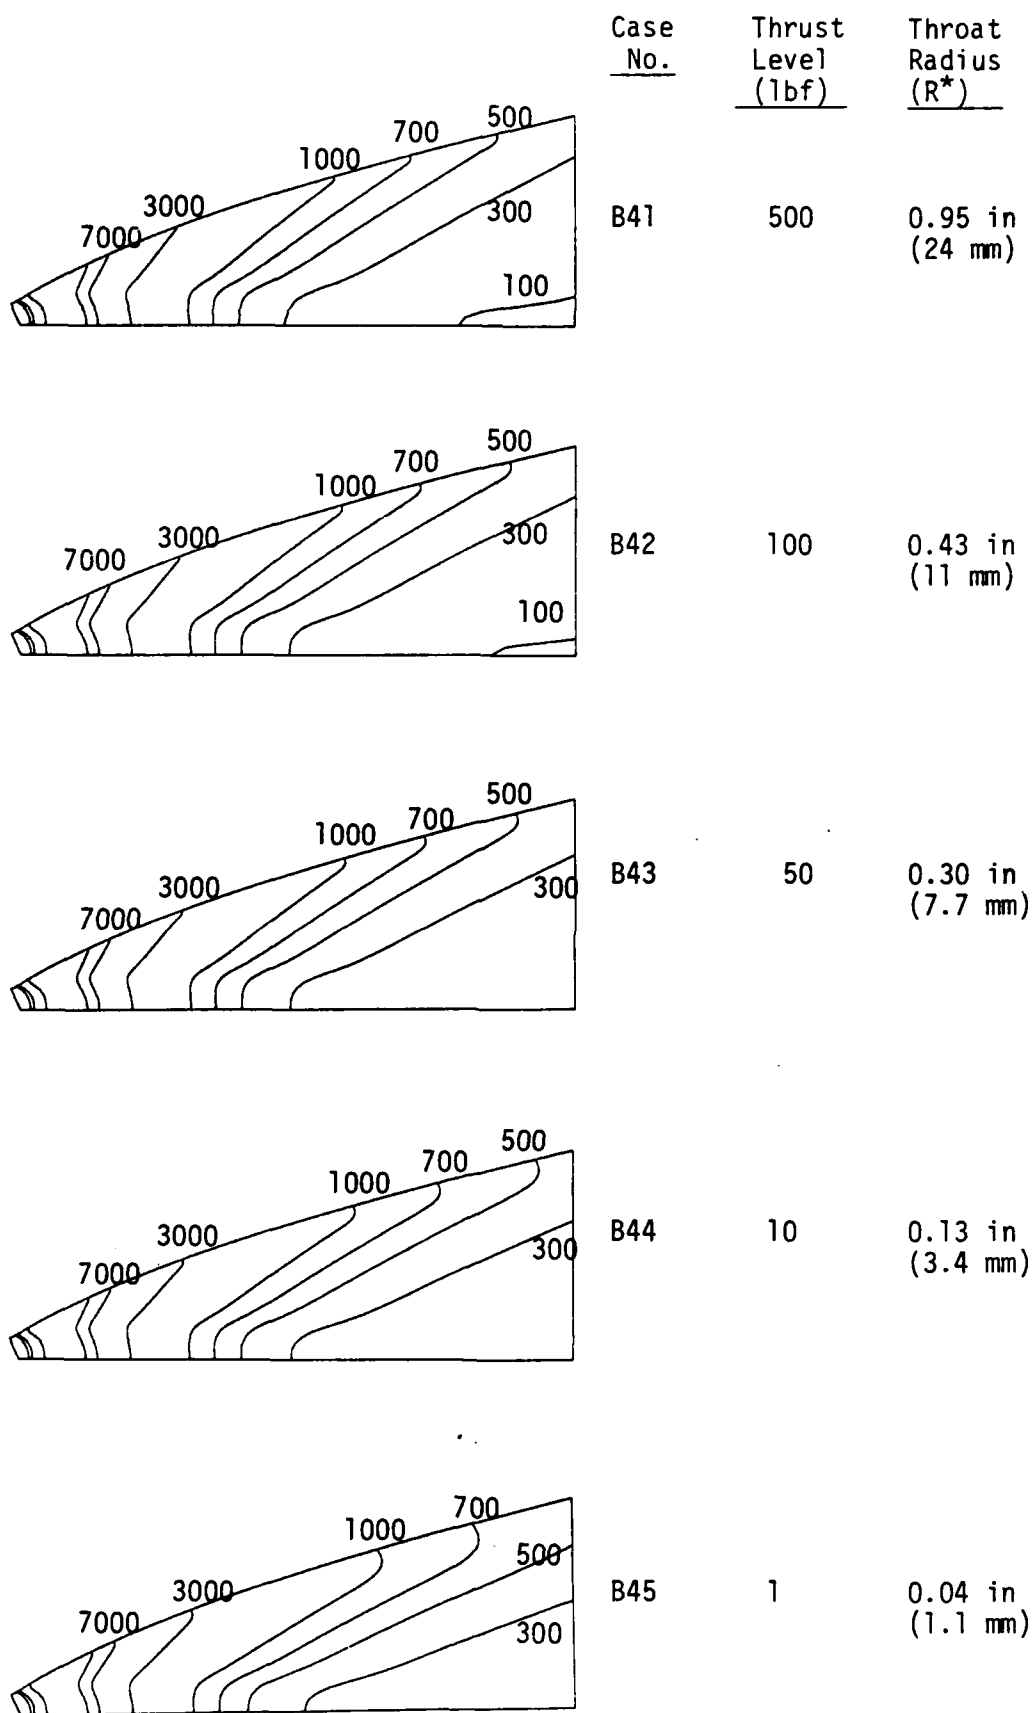 Case Thrust Throat
No. Level Radius
(lbf) (R*)
500
700
1000
3000
7000
300
100
B41 500 0.95 in
(24 mm)
500
700
1000
3000
7000
300
100
B42 100 0.43 in
(11 mm)
500
700
1000
3000
7000
300
B43 50 0.30 in
(7.7 mm)
500
700
1000
3000
7000
300
B44 10 0.13 in
(3.4 mm)
700
1000
3000
7000
500
300
B45 1 0.04 in
(1.1 mm)